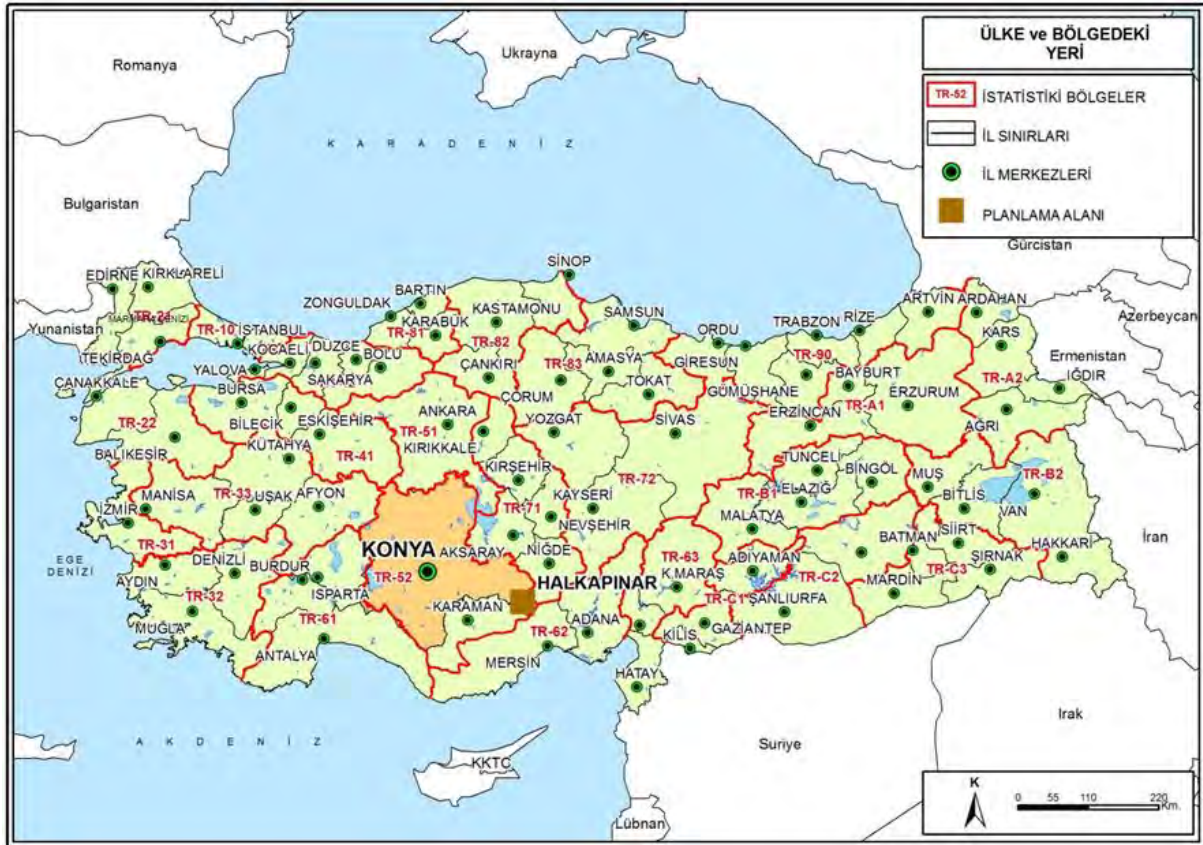 ÜLKE ve BÖLGEDEKİ
YERİ
TR-52 İSTATİSTİKİ BÖLGELER
İL SINIRLARI
İL MERKEZLERİ
PLANLAMA ALANI
Romanya
Ukrayna
K A R A D E N İ Z
Bulgaristan
Gürcistan
SİNOP
EDİRNE
KIRKLARELİ
BARTIN
ZONGULDAK
KASTAMONU
ARTVİN
ARDAHAN
SAMSUN
Azerbeycan
TR-21
Yunanistan
TR-10
İSTANBUL
KARABÜK
TR-81
TR-82
ORDU
TRABZON
RİZE
KARS
TEKİRDAĞ
KOCAELİ
DÜZCE
BOLU
ÇANKIRI
TR-83
AMASYA
GİRESUN
TR-90
Ermenistan
YALOVA
SAKARYA
TOKAT
GÜMÜŞHANE
BAYBURT
ERZURUM
TR-A2
IĞDIR
ÇANAKKALE
BURSA
ÇORUM
ANKARA
TR-22
BİLECİK
ESKİŞEHİR
TR-51
YOZGAT
SİVAS
ERZİNCAN
TR-A1
AĞRI
KÜTAHYA
KIRIKKALE
BALIKESİR
TR-41
KIRŞEHİR
TUNCELİ
BİNGÖL
MUŞ
TR-B2
MANİSA
TR-33
UŞAK
AFYON
KAYSERİ
TR-72
TR-B1
ELAZIĞ
BİTLİS
VAN
İZMİR
TR-71
NEVŞEHİR
MALATYA
SİİRT
İran
TR-31
DENİZLİ
KONYA
AKSARAY
NİĞDE
TR-63
ADIYAMAN
BATMAN
ŞIRNAK
HAKKARİ
EGE
DENİZİ
AYDIN
BURDUR
TR-52
HALKAPINAR
K.MARAŞ
TR-C2
MARDİN
TR-C3
TR-32
ISPARTA
KARAMAN
TR-C1
ŞANLIURFA
MUĞLA
TR-61
TR-62
ADANA
GAZİANTEP
ANTALYA
MERSİN
KİLİS
HATAY
Irak
A K D E N İ Z
Suriye
KKTC
Lübnan
K
0 55 110 220
Km.